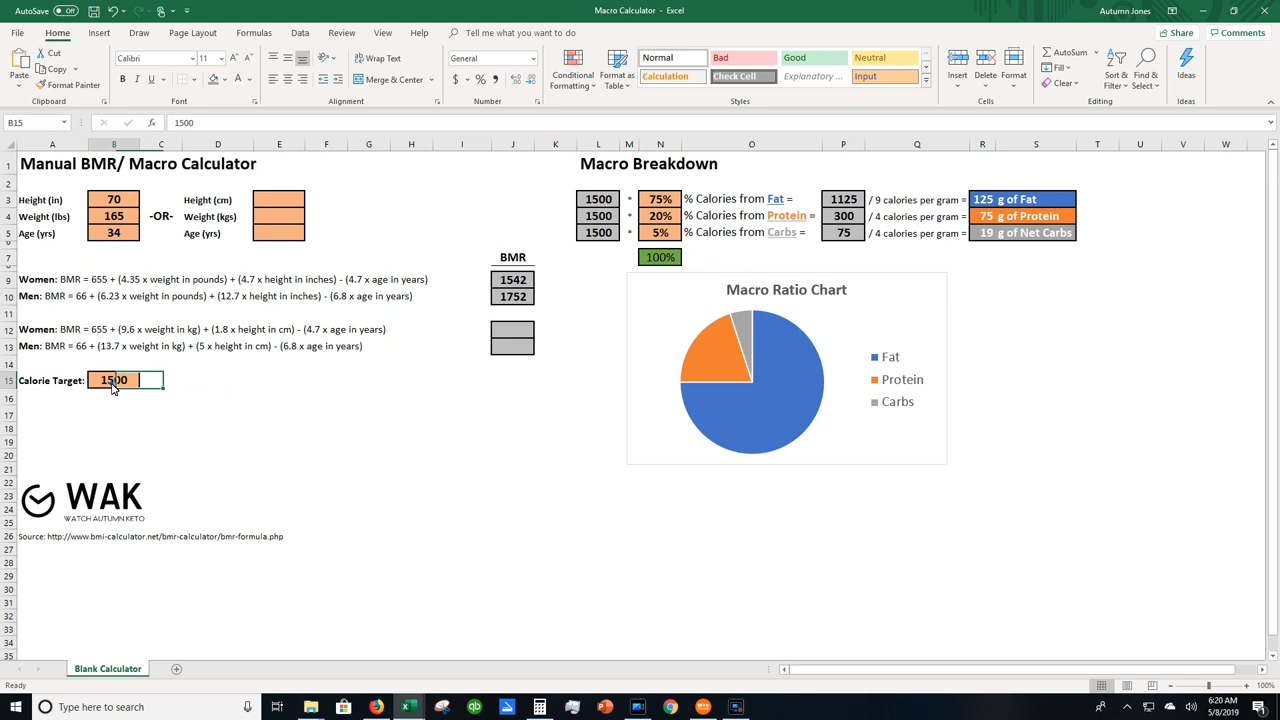 AutoSave Off
Macro Calculator - Excel
Autumn Jones
File Home Insert Draw Page Layout Formulas Data Review View Help Tell me what you want to do
Share Comments
Paste
Cut
Copy
Format Painter
Clipboard
Calibri 11
B I U
Font
Wrap Text
Merge & Center
Alignment
General
$ % ,
Number
Conditional Formatting
Format as Table
Normal Bad Good Neutral
Calculation Check Cell Explanatory ... Input
Styles
Insert Delete Format
Cells
AutoSum
Fill
Clear
Sort & Filter
Find & Select
Editing
Ideas
Ideas
B15 fx 1500
A B C D E F G H I J K L M N O P Q R S T U V W
Manual BMR/ Macro Calculator
Macro Breakdown
Height (in) 70 Height (cm)
1500 * 75% % Calories from Fat = 1125 / 9 calories per gram = 125 g of Fat
Weight (lbs) 165 -OR- Weight (kgs)
1500 * 20% % Calories from Protein = 300 / 4 calories per gram = 75 g of Protein
Age (yrs) 34 Age (yrs)
1500 * 5% % Calories from Carbs = 75 / 4 calories per gram = 19 g of Net Carbs
BMR
100%
Women: BMR = 655 + (4.35 x weight in pounds) + (4.7 x height in inches) - (4.7 x age in years) 1542
Men: BMR = 66 + (6.23 x weight in pounds) + (12.7 x height in inches) - (6.8 x age in years) 1752
Women: BMR = 655 + (9.6 x weight in kg) + (1.8 x height in cm) - (4.7 x age in years)
Men: BMR = 66 + (13.7 x weight in kg) + (5 x height in cm) - (6.8 x age in years)
Calorie Target: 1500
Macro Ratio Chart
Fat
Protein
Carbs
WAK
WATCH AUTUMN KETO
Source: http://www.bmi-calculator.net/bmr-calculator/bmr-formula.php
Blank Calculator
Ready
100%
Type here to search
6:20 AM
5/8/2019